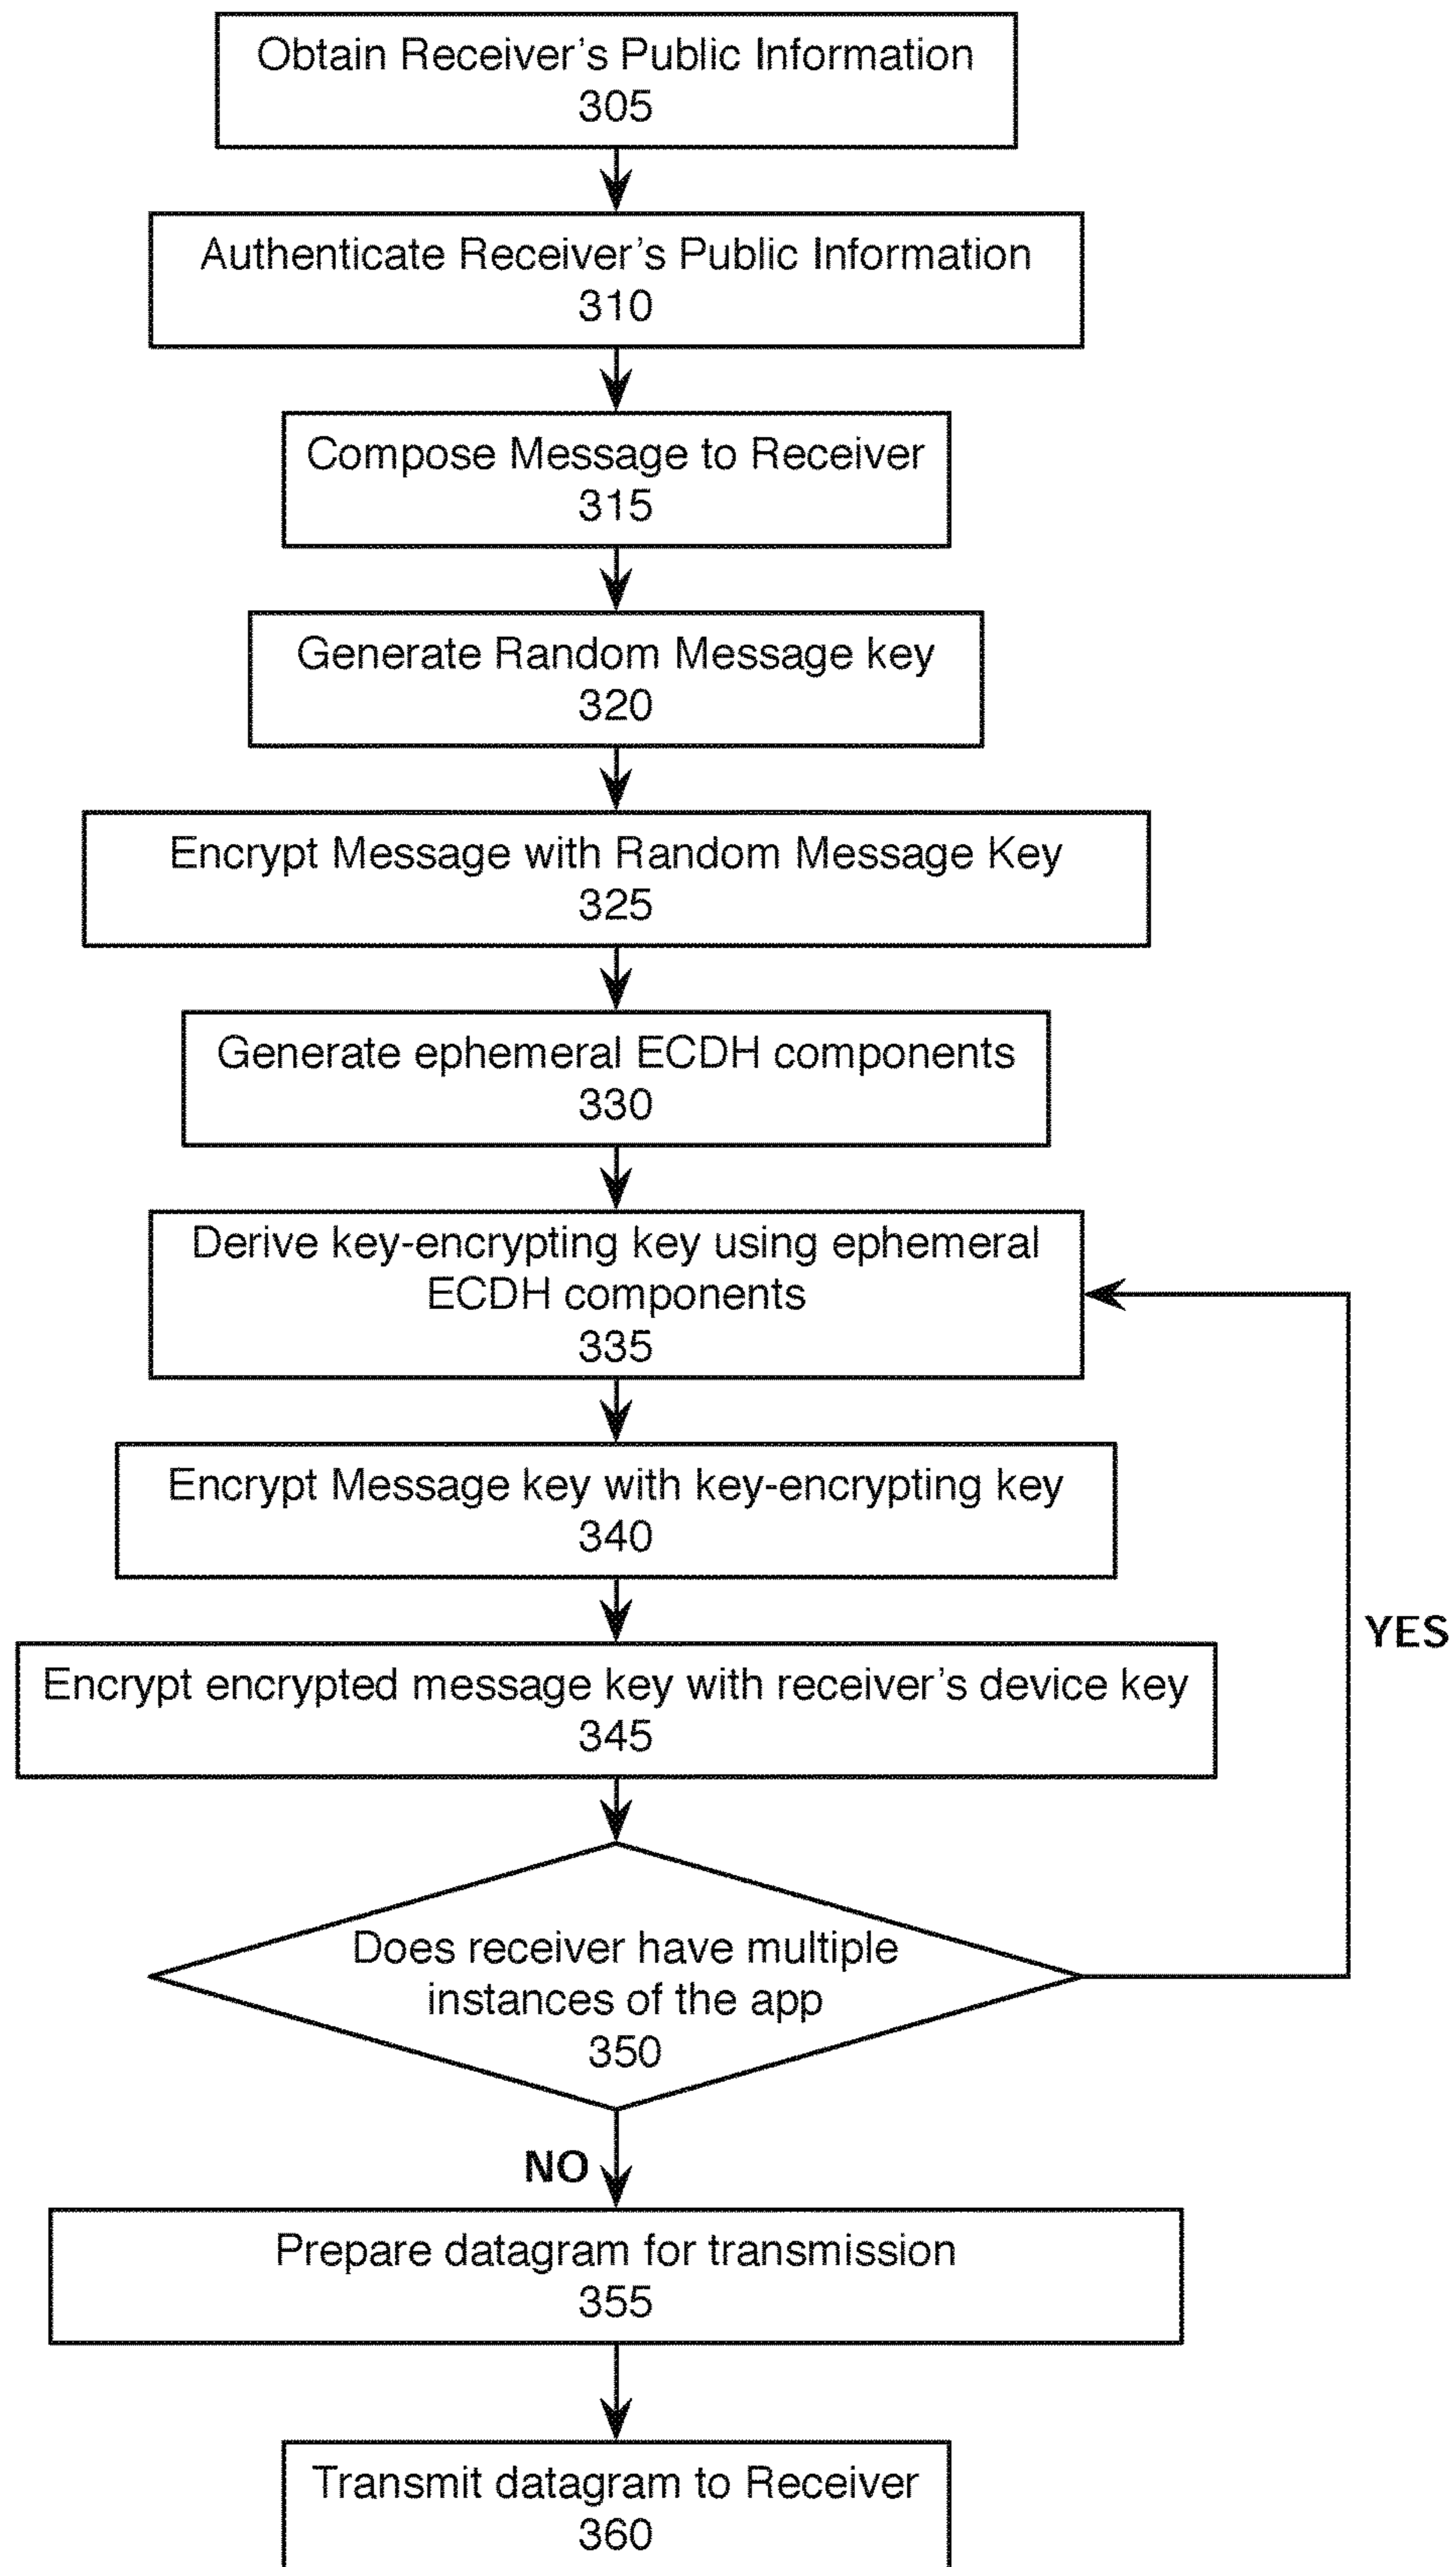 Obtain Receiver's Public Information
305
Authenticate Receiver's Public Information
310
Compose Message to Receiver
315
Generate Random Message key
320
Encrypt Message with Random Message Key
325
Generate ephemeral ECDH components
330
Derive key-encrypting key using ephemeral
ECDH components
335
Encrypt Message key with key-encrypting key
340
YES
Encrypt encrypted message key with receiver's device key
345
Does receiver have multiple
instances of the app
350
NO
Prepare datagram for transmission
355
Transmit datagram to Receiver
360